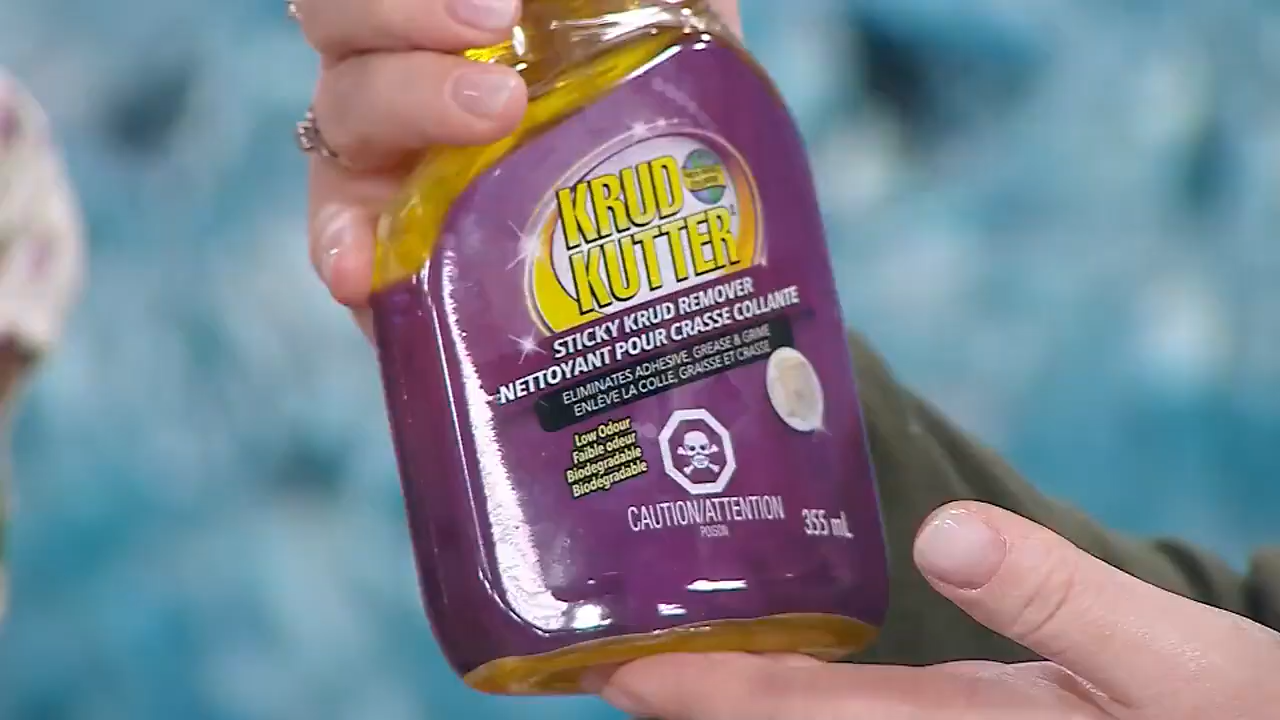 KRUD
KUTTER
STICKY KRUD REMOVER
NETTOYANT POUR CRASSE COLLANTE
ELIMINATES ADHESIVE, GREASE & GRIME
ENLÈVE LA COLLE, GRAISSE ET CRASSE
Low Odour
Faible odeur
Biodegradable
Biodégradable
CAUTION/ATTENTION
POISON
355 mL